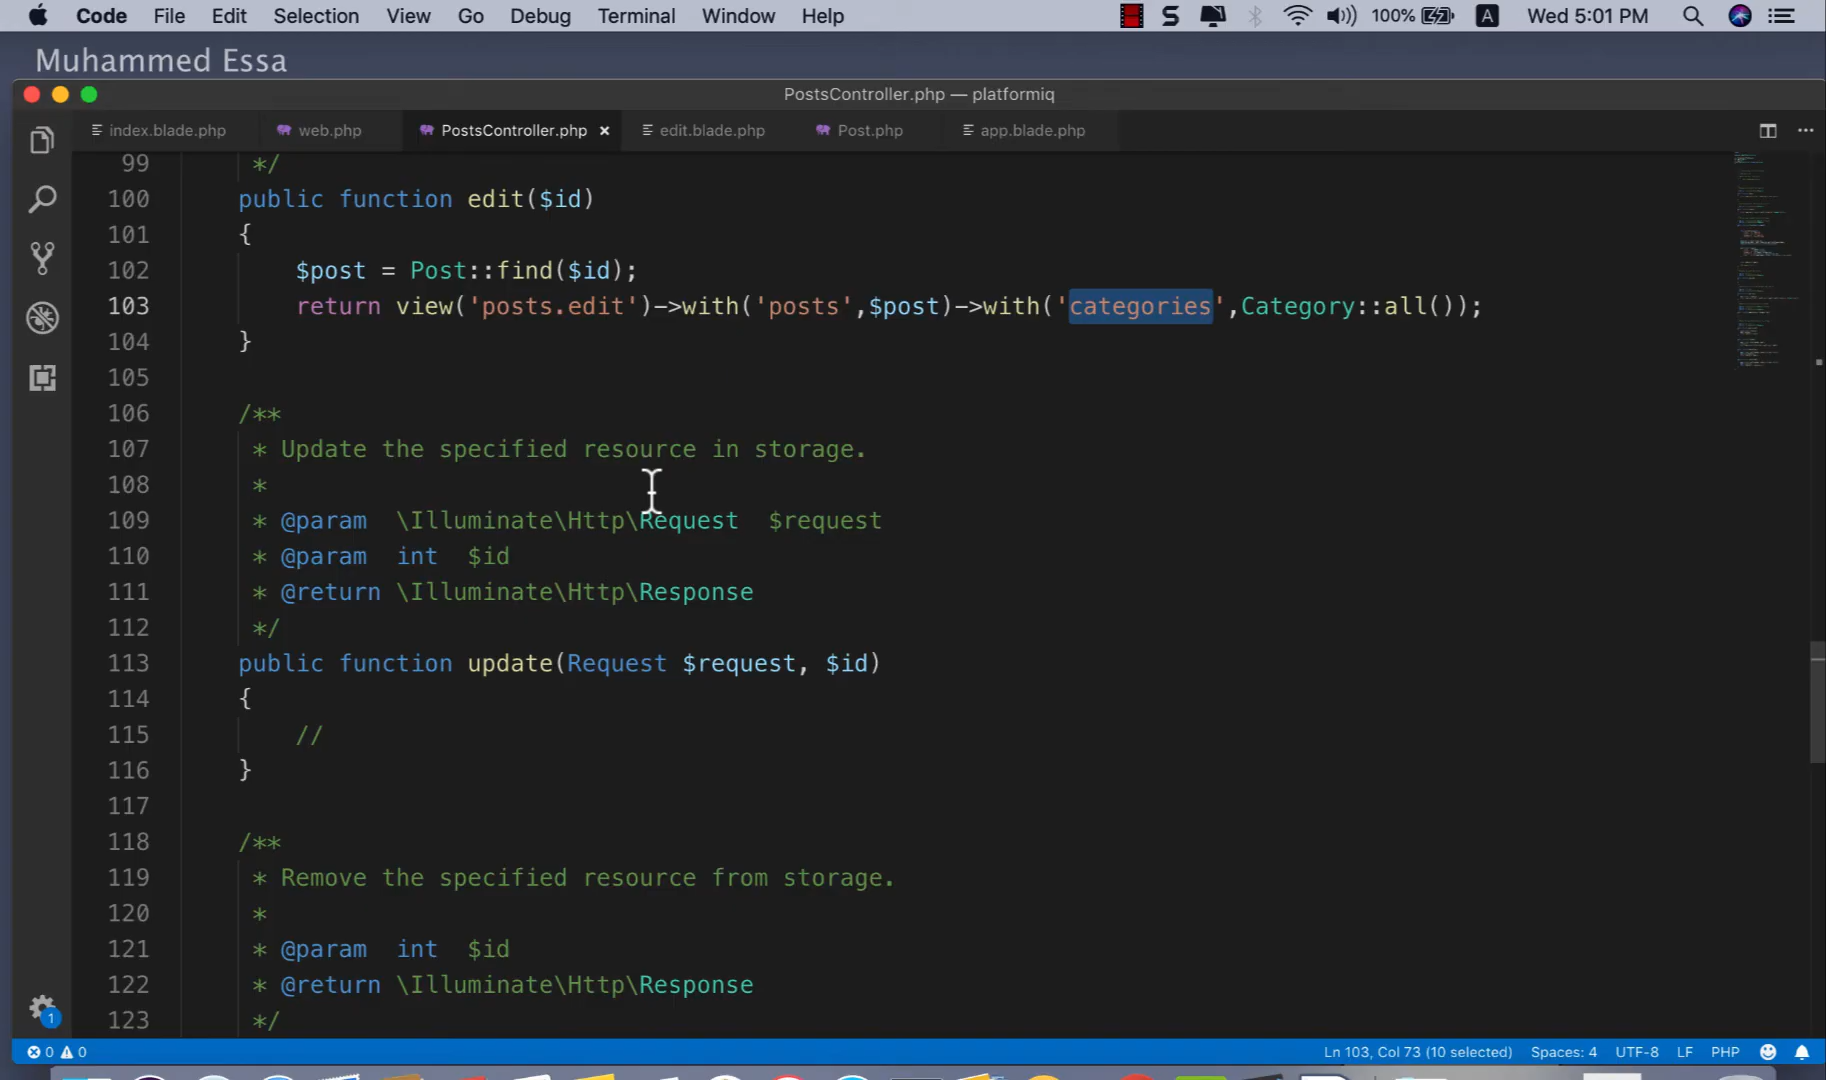 Code File Edit Selection View Go Debug Terminal Window Help S 100% A Wed 5:01 PM
Muhammed Essa
PostsController.php — platformiq
index.blade.php web.php PostsController.php × edit.blade.php Post.php app.blade.php ···
99 */
100 public function edit($id)
101 {
102 $post = Post::find($id);
103 return view('posts.edit')->with('posts',$post)->with('categories',Category::all());
104 }
105
106 /**
107 * Update the specified resource in storage.
108 *
109 * @param \Illuminate\Http\Request $request
110 * @param int $id
111 * @return \Illuminate\Http\Response
112 */
113 public function update(Request $request, $id)
114 {
115 //
116 }
117
118 /**
119 * Remove the specified resource from storage.
120 *
121 * @param int $id
122 * @return \Illuminate\Http\Response
123 */
1
0 0 Ln 103, Col 73 (10 selected) Spaces: 4 UTF-8 LF PHP